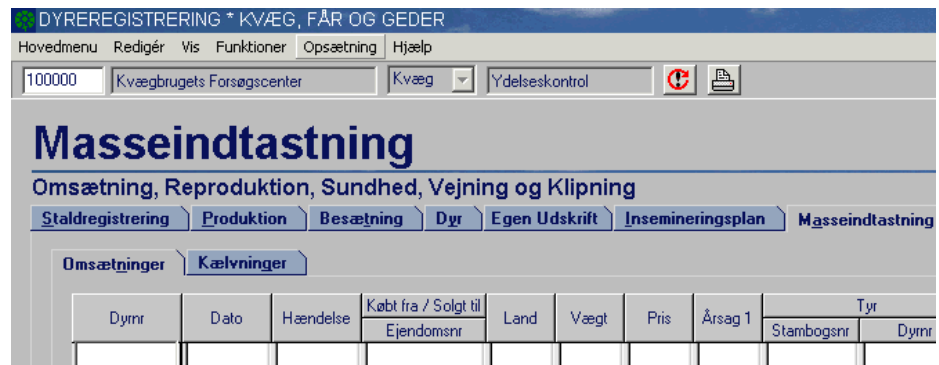 DYREREGISTRERING * KVÆG, FÅR OG GEDER
Hovedmenu Redigér Vis Funktioner Opsætning Hjælp
100000 Kvægbrugets Forsøgscenter Kvæg Ydelseskontrol
Masseindtastning
Omsætning, Reproduktion, Sundhed, Vejning og Klipning
Staldregistrering Produktion Besætning Dyr Egen Udskrift Insemineringsplan Masseindtastning
Omsætninger Kælvninger
Dyrnr Dato Hændelse Købt fra / Solgt til Land Vægt Pris Årsag 1 Tyr
Ejendomsnr Stambogsnr Dyrnr